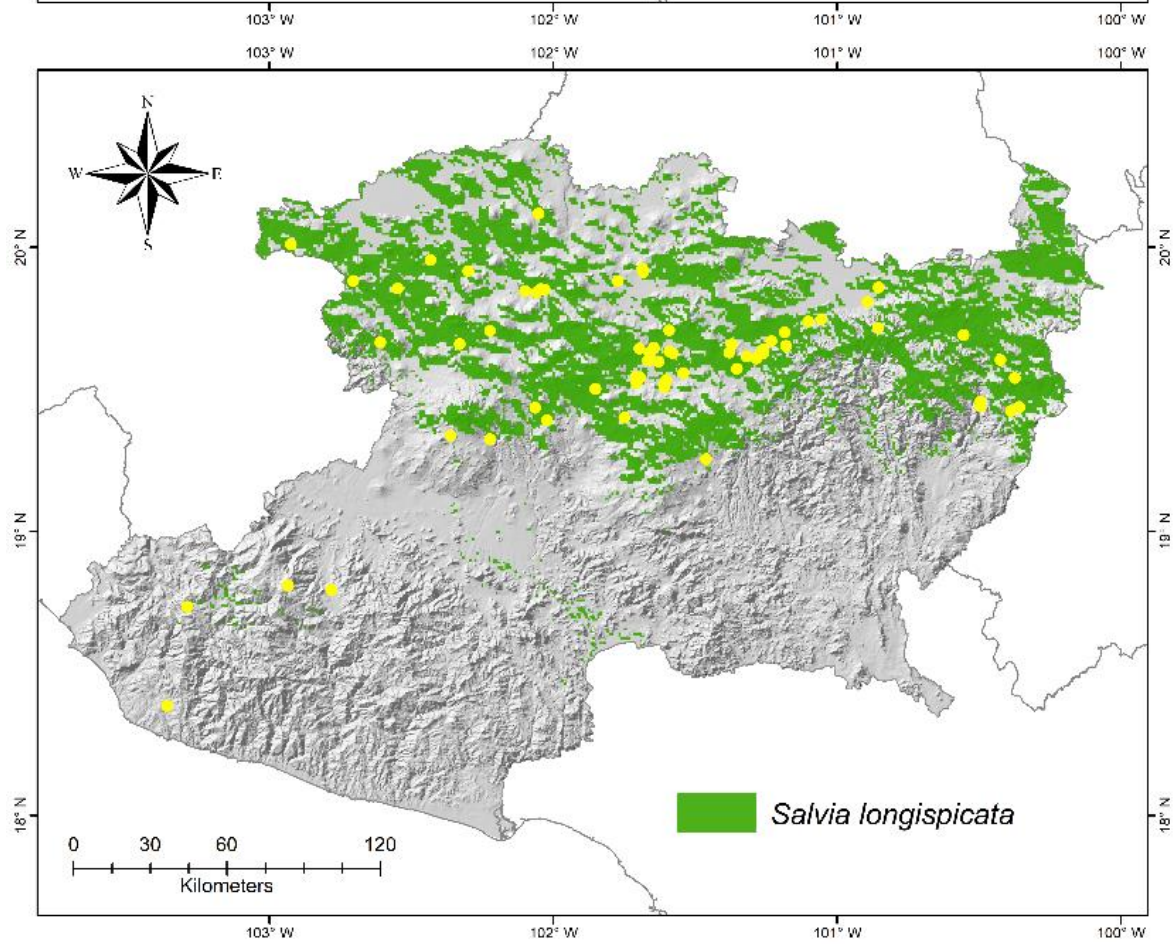 103° W 102° W 101° W 100° W
103° W 102° W 101° W 100° W
N
W E
S
20° N 20° N
19° N 19° N
18° N 18° N
Salvia longispicata
0 30 60 120
Kilometers
103° W 102° W 101° W 100° W